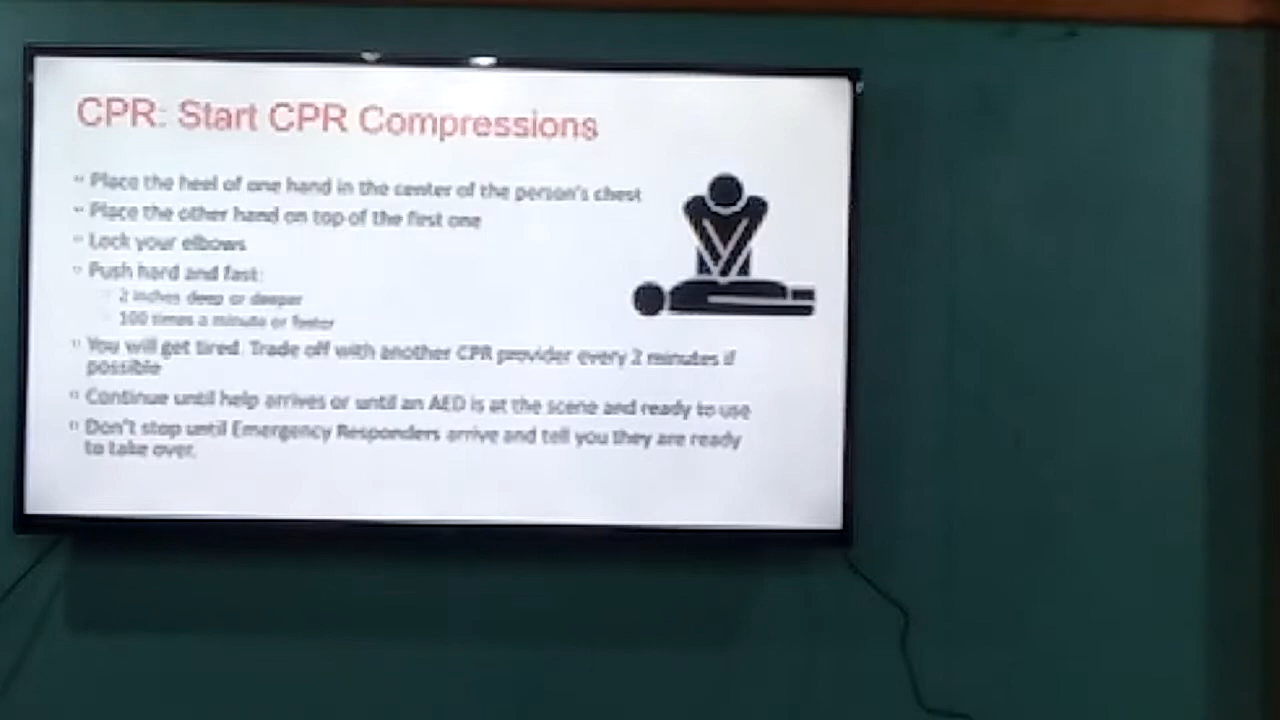 CPR: Start CPR Compressions
Place the heel of one hand in the center of the person's chest
Place the other hand on top of the first one
Lock your elbows
Push hard and fast:
2 inches deep or deeper
100 times a minute or faster
You will get tired. Trade off with another CPR provider every 2 minutes if
possible
Continue until help arrives or until an AED is at the scene and ready to use
Don't stop until Emergency Responders arrive and tell you they are ready
to take over.